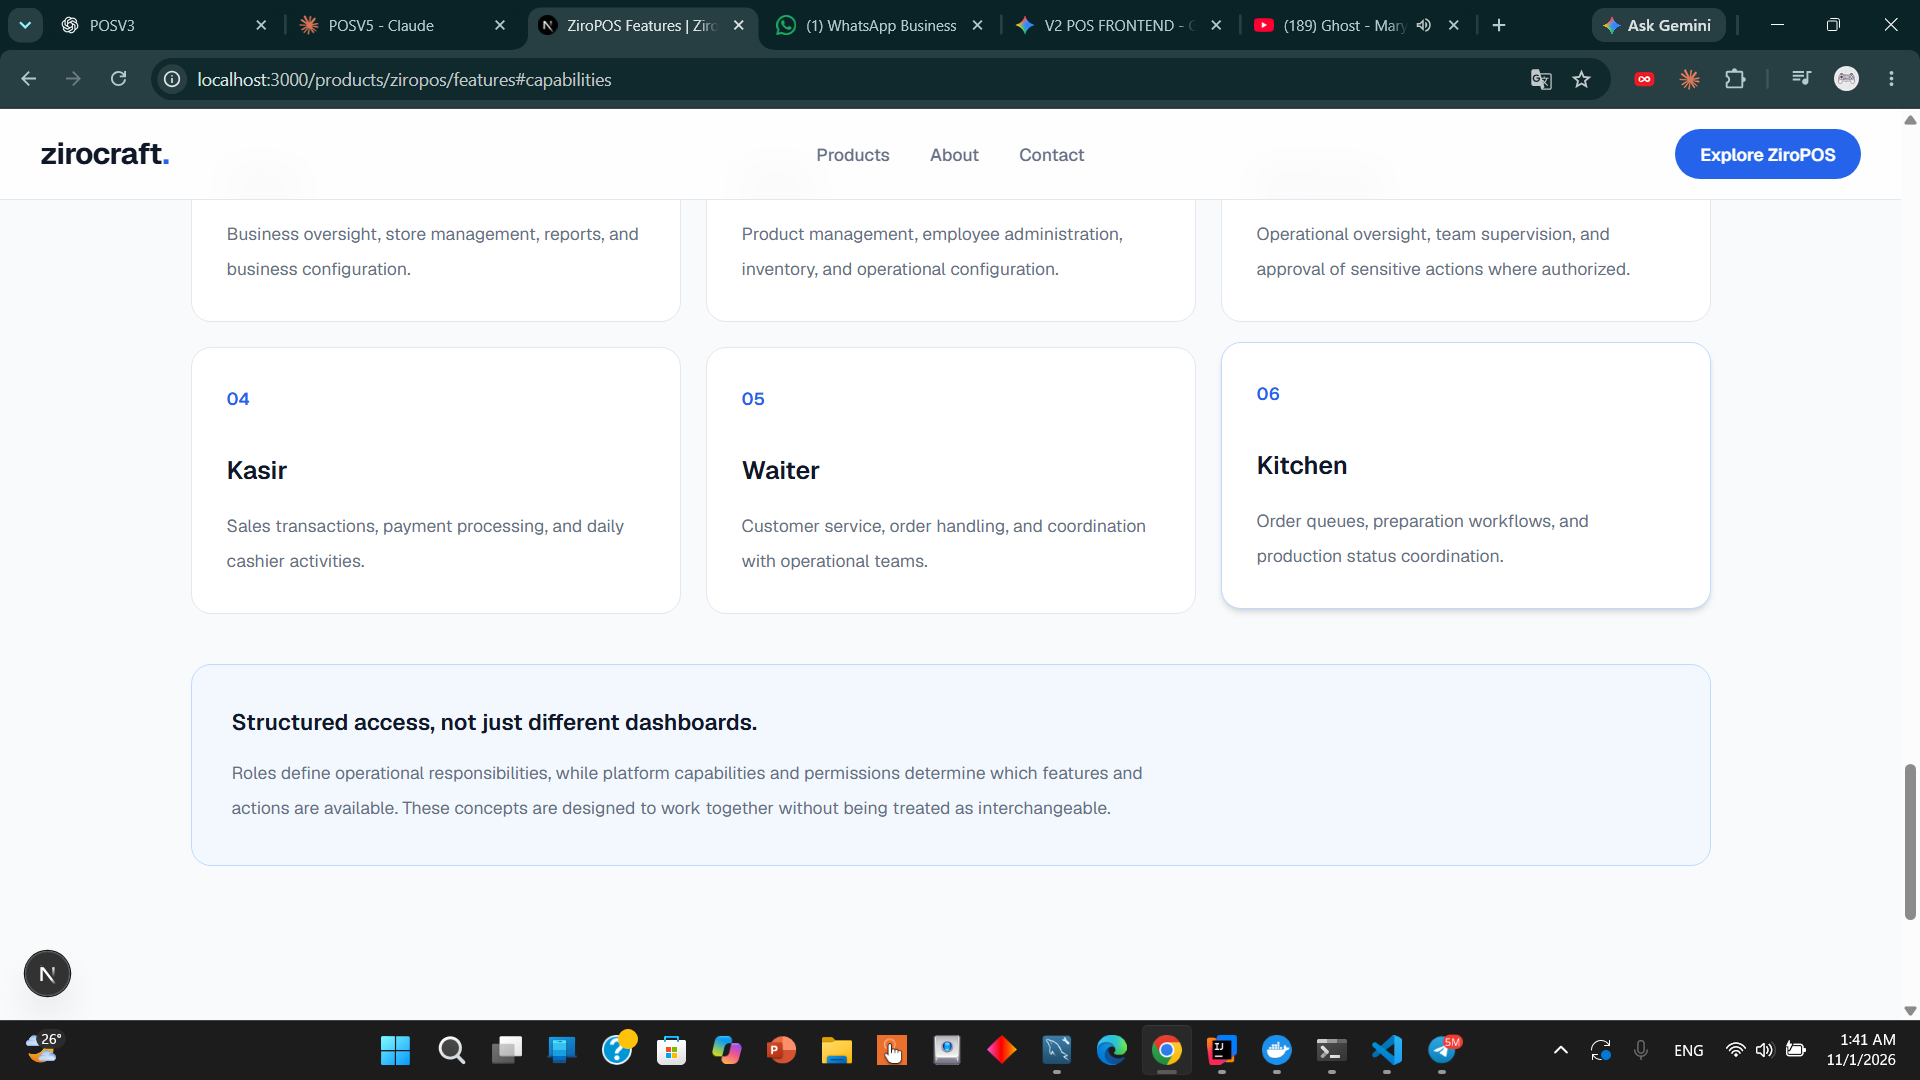 POSV3
POSV5 - Claude
ZiroPOS Features | Ziro
(1) WhatsApp Business
V2 POS FRONTEND -
(189) Ghost - Mary
Ask Gemini
localhost:3000/products/ziropos/features#capabilities
zirocraft.
Products
About
Contact
Explore ZiroPOS
Business oversight, store management, reports, and
business configuration.
Product management, employee administration,
inventory, and operational configuration.
Operational oversight, team supervision, and
approval of sensitive actions where authorized.
04
Kasir
Sales transactions, payment processing, and daily
cashier activities.
05
Waiter
Customer service, order handling, and coordination
with operational teams.
06
Kitchen
Order queues, preparation workflows, and
production status coordination.
Structured access, not just different dashboards.
Roles define operational responsibilities, while platform capabilities and permissions determine which features and
actions are available. These concepts are designed to work together without being treated as interchangeable.
N
26°
5M
ENG
1:41 AM
11/1/2026